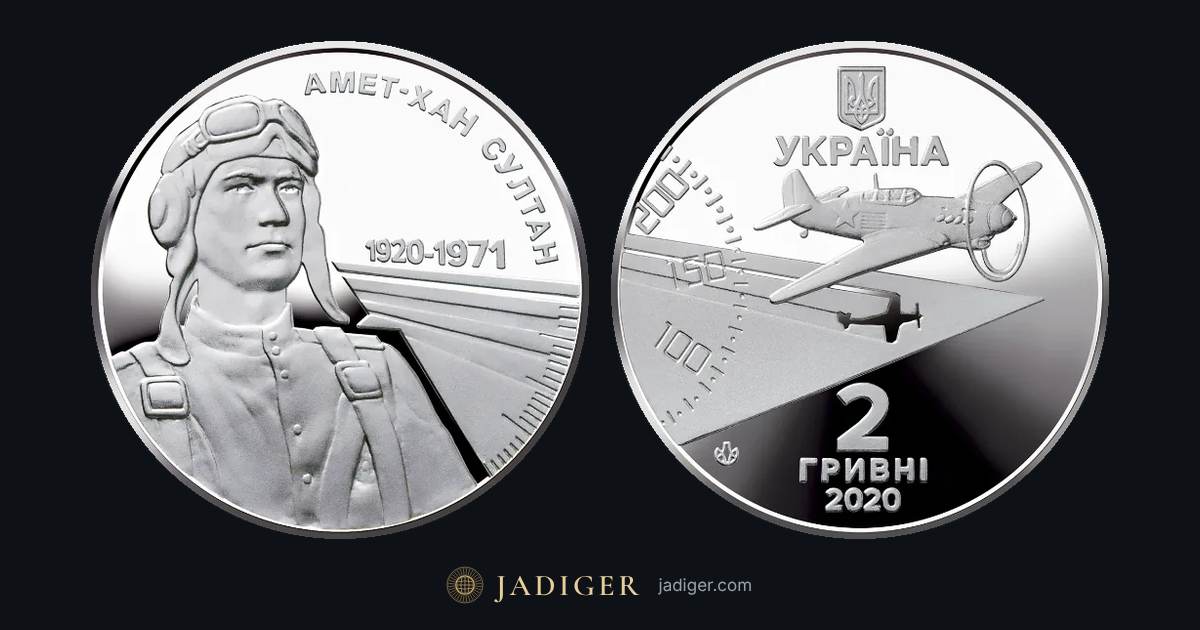 АМЕТ-ХАН СУЛТАН
1920-1971
УКРАЇНА
200
150
100
2
ГРИВНІ
2020
JADIGER
jadiger.com